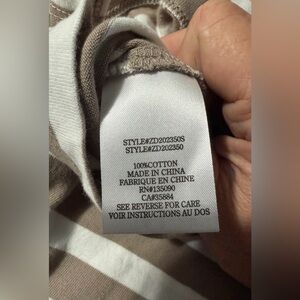 STYLE#ZD202350S
STYLE#ZD202350
100%COTTON
MADE IN CHINA
FABRIQUE EN CHINE
RN#135090
CA#35884
SEE REVERSE FOR CARE
VOIR INSTRUCTIONS AU DOS